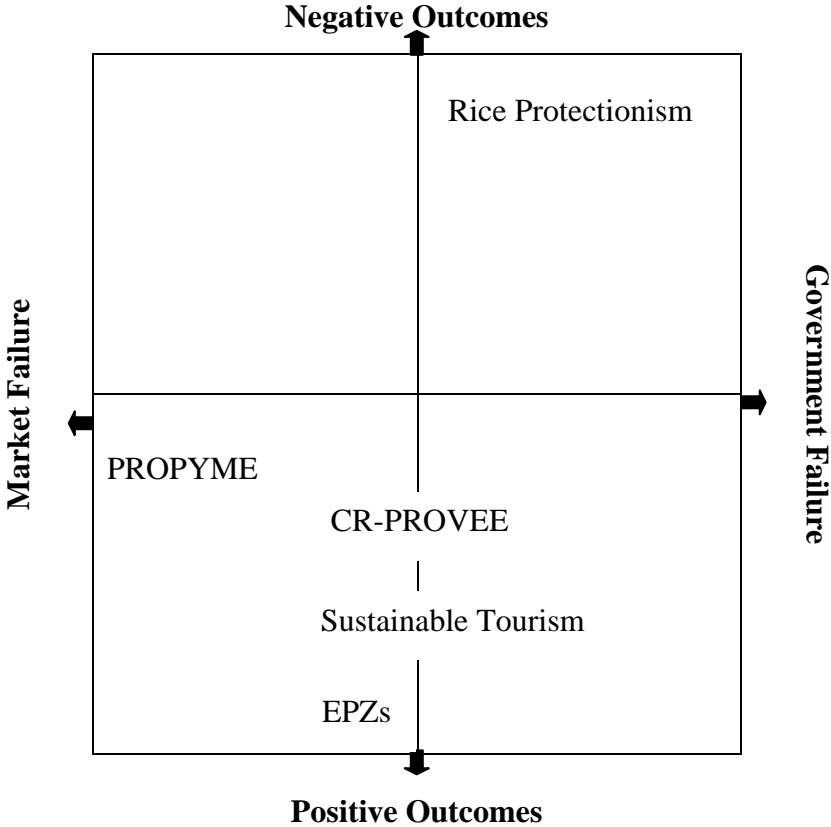 Negative Outcomes
Rice Protectionism
Market Failure
Government Failure
PROPYME
CR-PROVEE
Sustainable Tourism
EPZs
Positive Outcomes